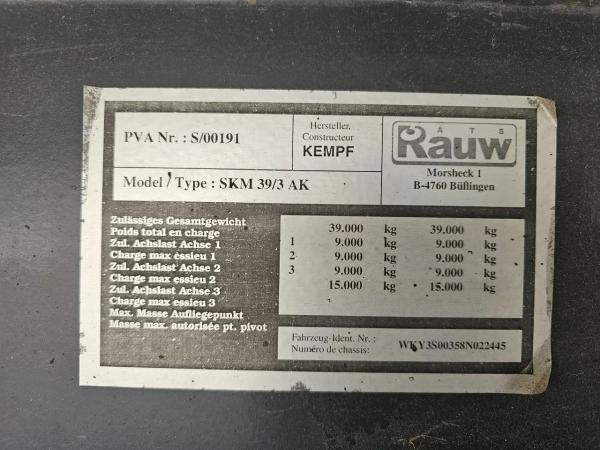 PVA Nr. : S/00191
Hersteller,
Constructeur
KEMPF
ÄTS
Rauw
Morsheck 1
B-4760 Büllingen
Model / Type : SKM 39/3 AK
Zulässiges Gesamtgewicht
Poids total en charge
Zul. Achslast Achse 1
Charge max essieu 1
Zul. Achslast Achse 2
Charge max essieu 2
Zul. Achslast Achse 3
Charge max essieu 3
Max. Masse Aufliegepunkt
Masse max. autorisée pt. pivot
39.000 kg 39.000 kg
1 9.000 kg 9.000 kg
2 9.000 kg 9.000 kg
3 9.000 kg 9.000 kg
15.000 kg 15.000 kg
Fahrzeug-Ident. Nr. :
Numéro de chassis: WKY3S00358N022445